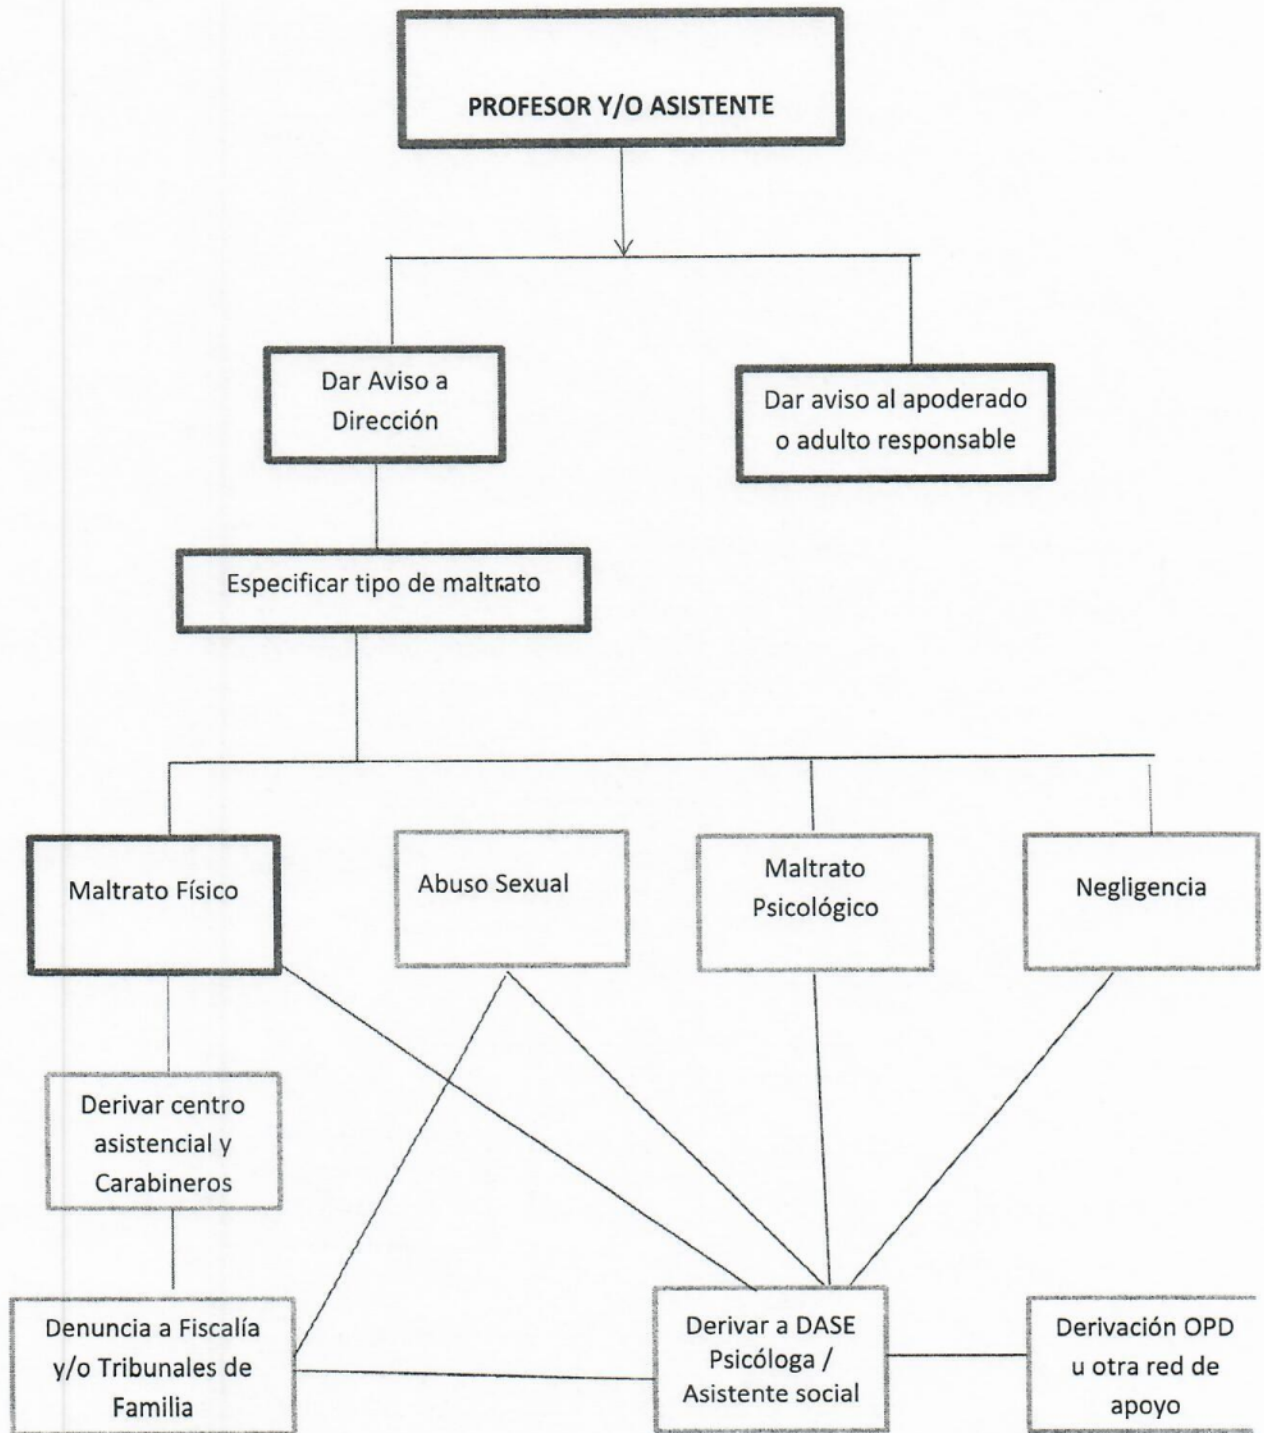 PROFESOR Y/O ASISTENTE
Dar Aviso a
Dirección
Dar aviso al apoderado
o adulto responsable
Especificar tipo de maltrato
Maltrato Físico
Abuso Sexual
Maltrato
Psicológico
Negligencia
Derivar centro
asistencial y
Carabineros
Denuncia a Fiscalía
y/o Tribunales de
Familia
Derivar a DASE
Psicóloga /
Asistente social
Derivación OPD
u otra red de
apoyo